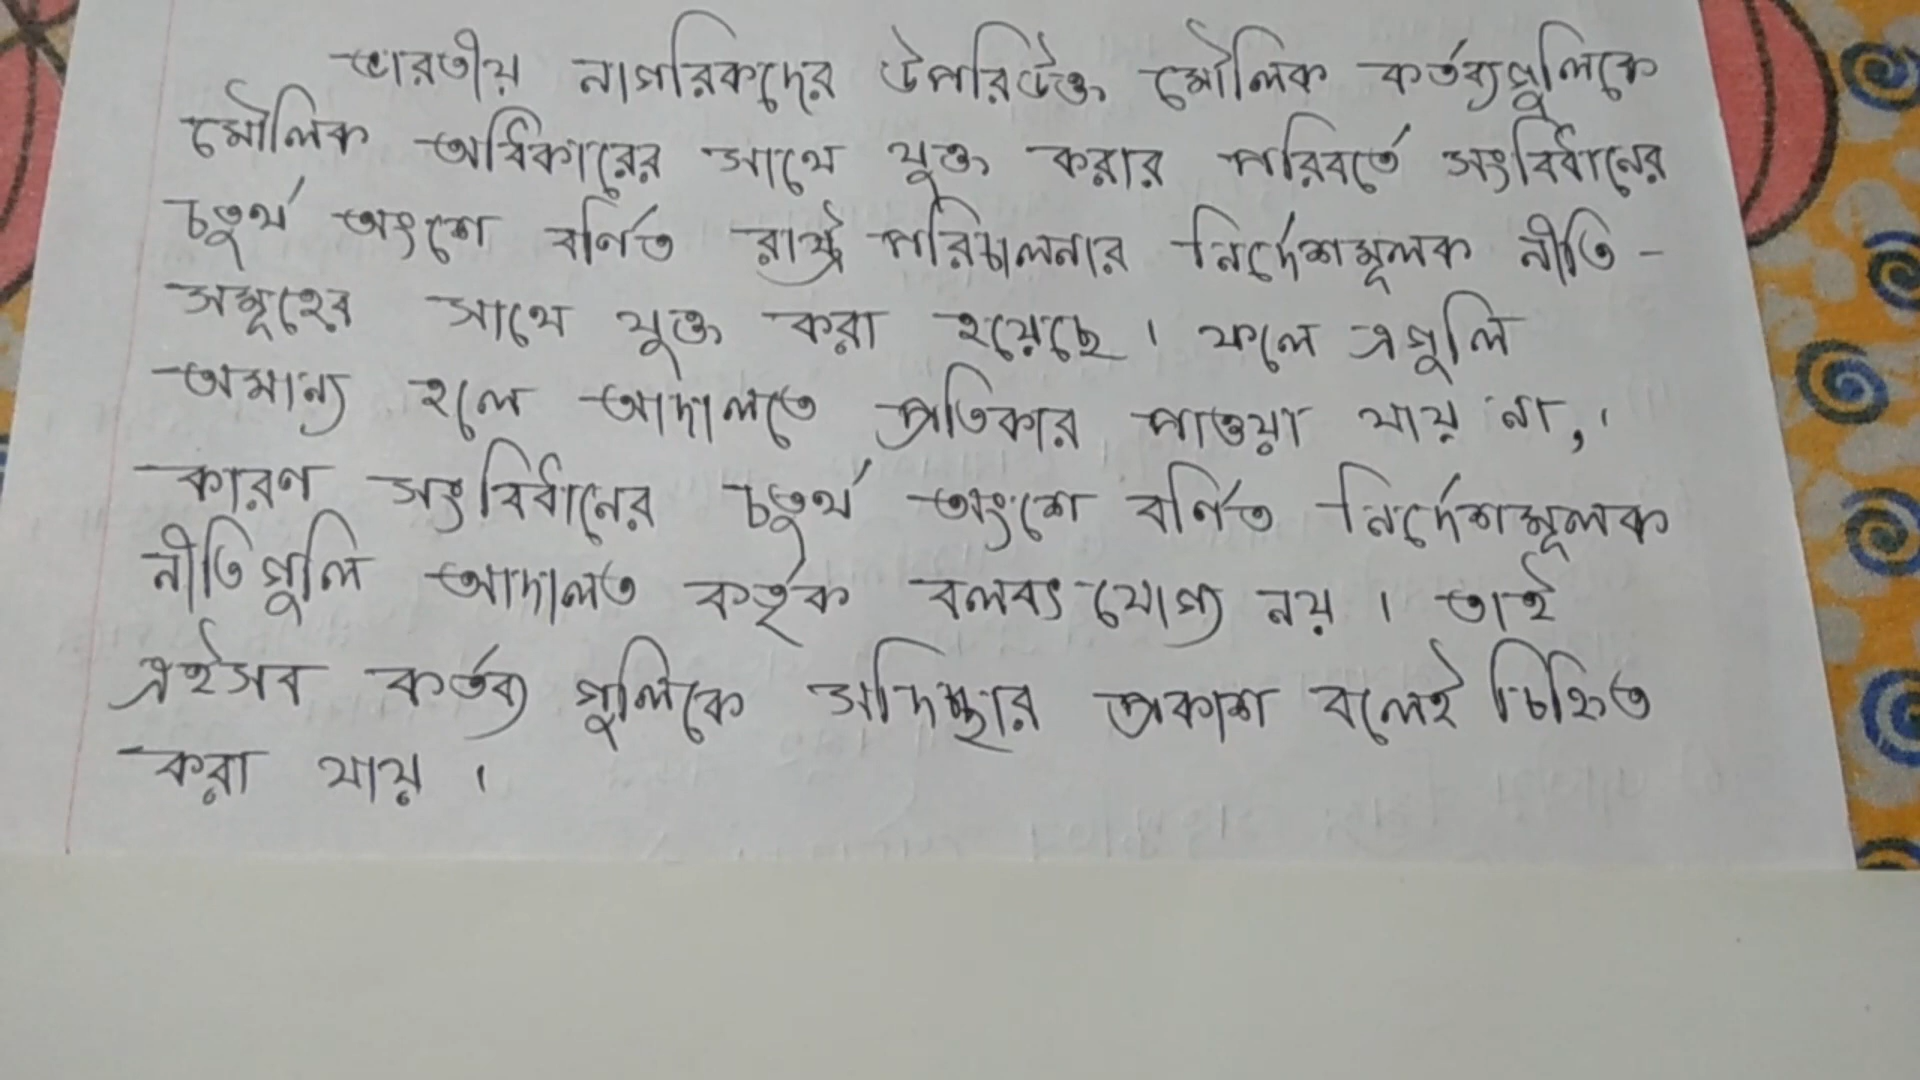 ভারতীয় নাগরিকদের উপরিউক্ত মৌলিক কর্তব্যগুলিকে
মৌলিক অধিকারের সাথে যুক্ত করার পরিবর্তে সংবিধানের
চতুর্থ অংশে বর্ণিত রাষ্ট্র পরিচালনার নির্দেশমূলক নীতি -
সমূহের সাথে যুক্ত করা হয়েছে। ফলে এগুলি
অমান্য হলে আদালতে প্রতিকার পাওয়া যায় না,
কারণ সংবিধানের চতুর্থ অংশে বর্ণিত নির্দেশমূলক
নীতিগুলি আদালত কর্তৃক বলবৎযোগ্য নয়। তাই
এইসব কর্তব্য গুলিকে সদিচ্ছার প্রকাশ বলেই চিহ্নিত
করা যায়।